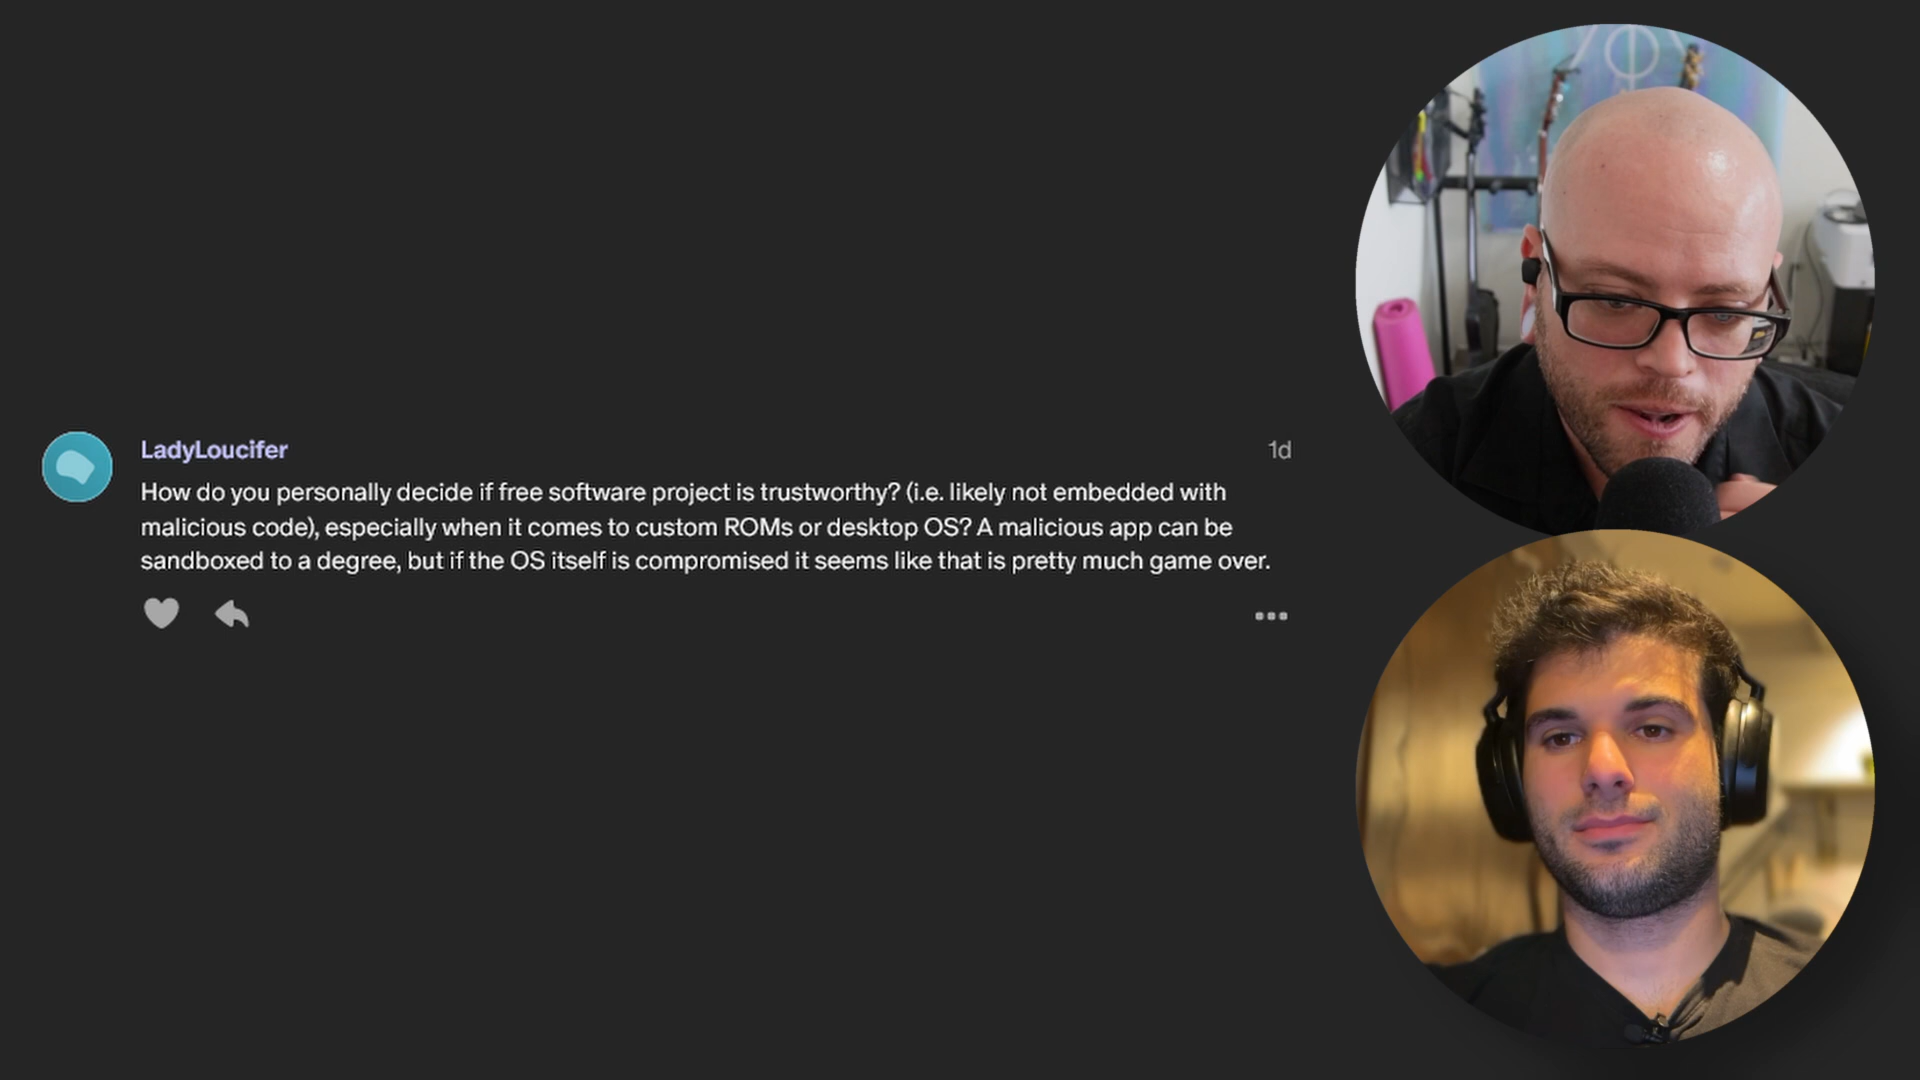 LadyLoucifer
1d
How do you personally decide if free software project is trustworthy? (i.e. likely not embedded with
malicious code), especially when it comes to custom ROMs or desktop OS? A malicious app can be
sandboxed to a degree, but if the OS itself is compromised it seems like that is pretty much game over.